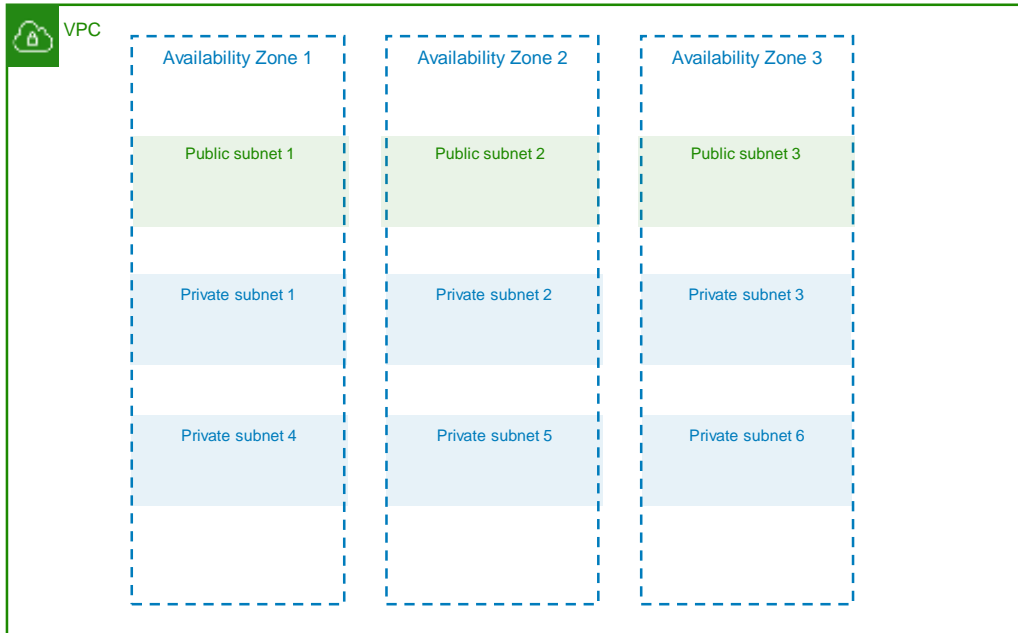 VPC
Availability Zone 1
Availability Zone 2
Availability Zone 3
Public subnet 1
Public subnet 2
Public subnet 3
Private subnet 1
Private subnet 2
Private subnet 3
Private subnet 4
Private subnet 5
Private subnet 6